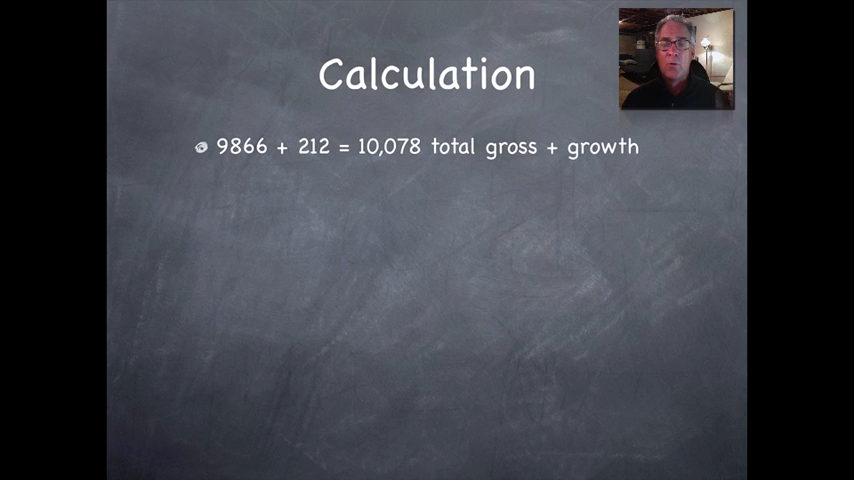 Calculation
9866 + 212 = 10,078 total gross + growth